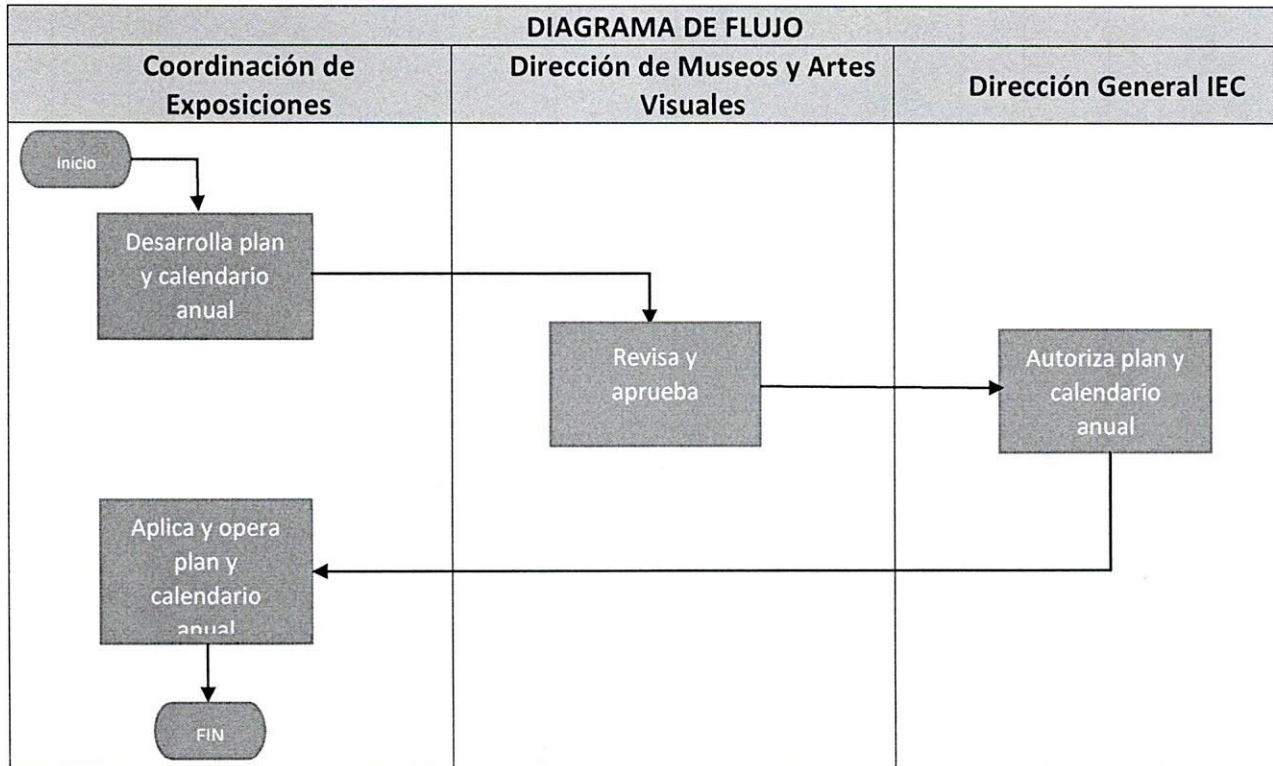 DIAGRAMA DE FLUJO
Coordinación de
Exposiciones
Dirección de Museos y Artes
Visuales
Dirección General IEC
Inicio
Desarrolla plan
y calendario
anual
Revisa y
aprueba
Autoriza plan y
calendario
anual
Aplica y opera
plan y
calendario
anual
FIN